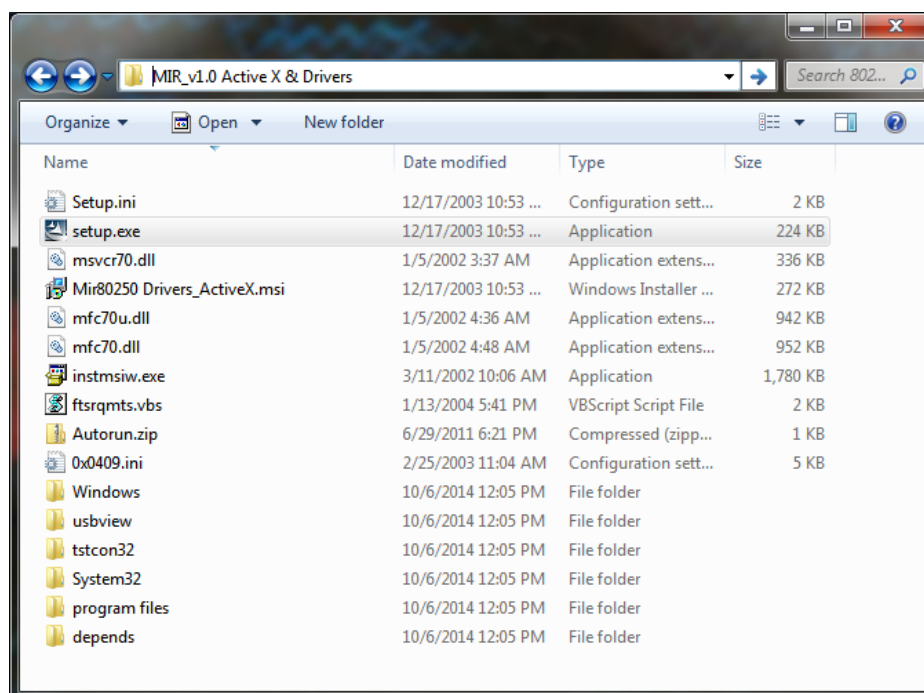 MIR_v1.0 Active X & Drivers
Search 802...
Organize Open New folder
Name Date modified Type Size
Setup.ini 12/17/2003 10:53 ... Configuration sett... 2 KB
setup.exe 12/17/2003 10:53 ... Application 224 KB
msvcr70.dll 1/5/2002 3:37 AM Application extens... 336 KB
Mir80250 Drivers_ActiveX.msi 12/17/2003 10:53 ... Windows Installer ... 272 KB
mfc70u.dll 1/5/2002 4:36 AM Application extens... 942 KB
mfc70.dll 1/5/2002 4:48 AM Application extens... 952 KB
instmsiw.exe 3/11/2002 10:06 AM Application 1,780 KB
ftsrqmts.vbs 1/13/2004 5:41 PM VBScript Script File 2 KB
Autorun.zip 6/29/2011 6:21 PM Compressed (zipp... 1 KB
0x0409.ini 2/25/2003 11:04 AM Configuration sett... 5 KB
Windows 10/6/2014 12:05 PM File folder
usbview 10/6/2014 12:05 PM File folder
tstcon32 10/6/2014 12:05 PM File folder
System32 10/6/2014 12:05 PM File folder
program files 10/6/2014 12:05 PM File folder
depends 10/6/2014 12:05 PM File folder